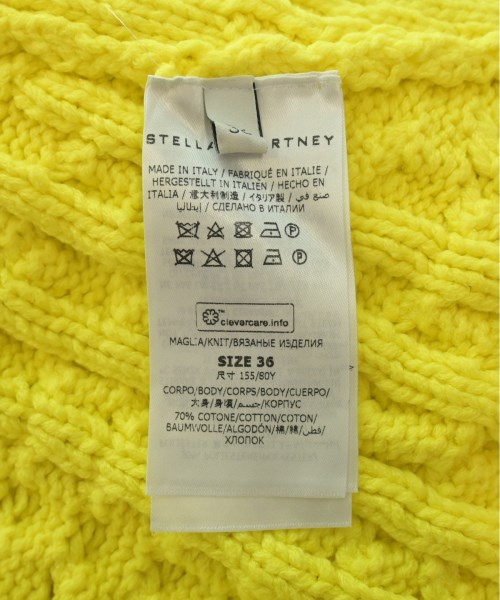 STELLA RTNEY
MADE IN ITALY / FABRIQUÉ EN ITALIE /
HERGESTELLT IN ITALIEN / HECHO EN
ITALIA / 意大利制造 / イタリア製 / صنع في
إيطاليا / СДЕЛАНО В ИТАЛИИ
P
P
clevercare.info
MAGLIA/KNIT/ВЯЗАНЫЕ ИЗДЕЛИЯ
SIZE 36
尺寸 155/80Y
CORPO/BODY/CORPS/BODY/CUERPO/
大身/身頃/جسم/КОРПУС
70% COTONE/COTTON/COTON/
BAUMWOLLE/ALGODÓN/棉/綿/قطن/
ХЛОПОК